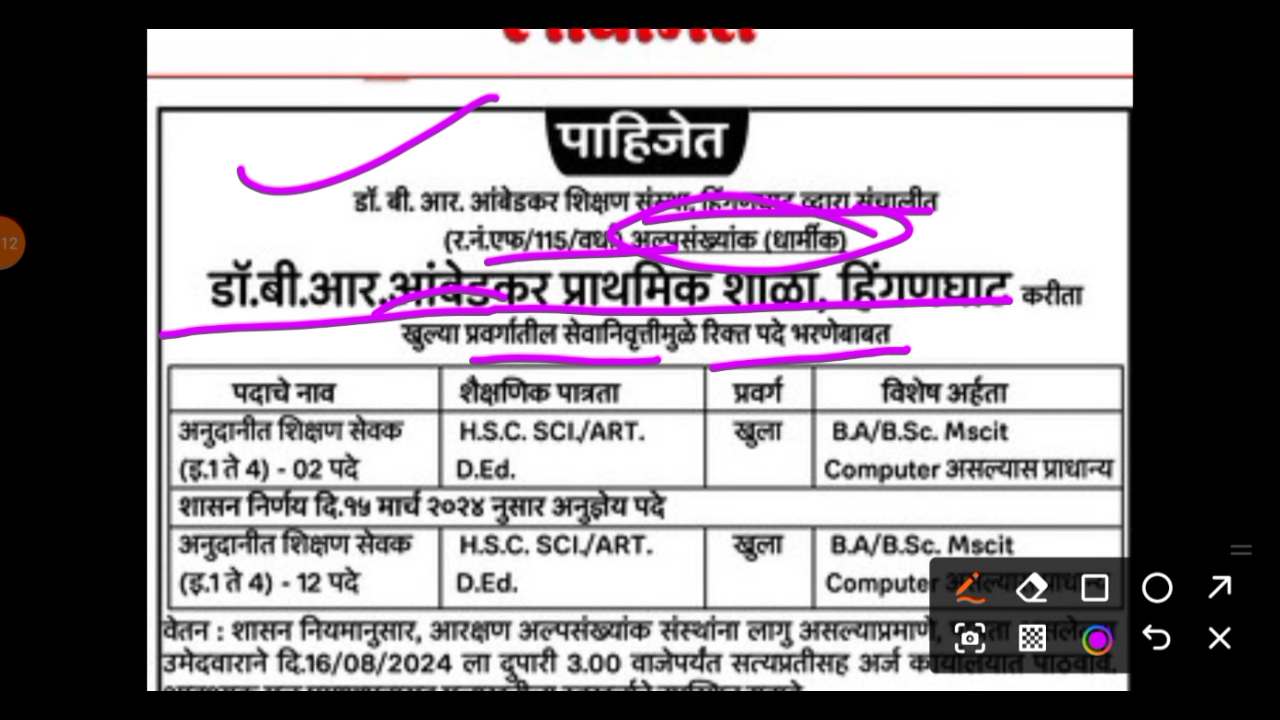 पाहिजेत
डॉ. बी. आर. आंबेडकर शिक्षण संस्था, हिंगणघाट व्दारा संचालीत
(र.नं.एफ/115/वर्धा) अल्पसंख्यांक (धार्मीक)
डॉ.बी.आर.आंबेडकर प्राथमिक शाळा, हिंगणघाट करीता
खुल्या प्रवर्गातील सेवानिवृत्तीमुळे रिक्त पदे भरणेबाबत
पदाचे नाव शैक्षणिक पात्रता प्रवर्ग विशेष अर्हता
अनुदानीत शिक्षण सेवक H.S.C. SCI./ART. खुला B.A/B.Sc. Mscit
(इ.1 ते 4) - 02 पदे D.Ed. Computer असल्यास प्राधान्य
शासन निर्णय दि.१५ मार्च २०२४ नुसार अनुज्ञेय पदे
अनुदानीत शिक्षण सेवक H.S.C. SCI./ART. खुला B.A/B.Sc. Mscit
(इ.1 ते 4) - 12 पदे D.Ed. Computer असल्यास प्राधान्य
वेतन : शासन नियमानुसार, आरक्षण अल्पसंख्यांक संस्थांना लागु असल्याप्रमाणे,
उमेदवाराने दि.16/08/2024 ला दुपारी 3.00 वाजेपर्यंत सत्यप्रतीसह अर्ज कार्यालयात पाठवावे.
12